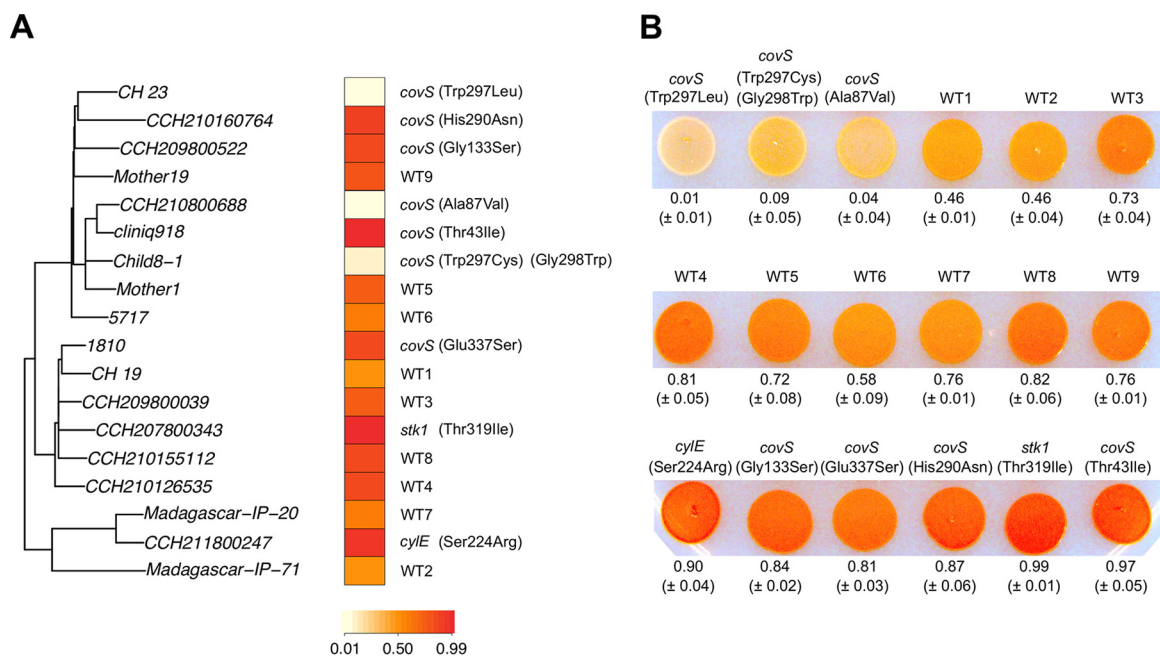 A
CH 23
CCH210160764
CCH209800522
Mother19
CCH210800688
cliniq918
Child8–1
Mother1
5717
1810
CH 19
CCH209800039
CCH207800343
CCH210155112
CCH210126535
Madagascar–IP–20
CCH211800247
Madagascar–IP–71
covS (Trp297Leu)
covS (His290Asn)
covS (Gly133Ser)
WT9
covS (Ala87Val)
covS (Thr43Ile)
covS (Trp297Cys) (Gly298Trp)
WT5
WT6
covS (Glu337Ser)
WT1
WT3
stk1 (Thr319Ile)
WT8
WT4
WT7
cylE (Ser224Arg)
WT2
0.01 0.50 0.99
B
covS
(Trp297Leu)
covS
(Trp297Cys)
(Gly298Trp)
covS
(Ala87Val)
WT1 WT2 WT3
0.01 0.09 0.04 0.46 0.46 0.73
(± 0.01) (± 0.05) (± 0.04) (± 0.01) (± 0.04) (± 0.04)
WT4 WT5 WT6 WT7 WT8 WT9
0.81 0.72 0.58 0.76 0.82 0.76
(± 0.05) (± 0.08) (± 0.09) (± 0.01) (± 0.06) (± 0.01)
cylE covS covS covS stk1 covS
(Ser224Arg) (Gly133Ser) (Glu337Ser) (His290Asn) (Thr319Ile) (Thr43Ile)
0.90 0.84 0.81 0.87 0.99 0.97
(± 0.04) (± 0.02) (± 0.03) (± 0.06) (± 0.01) (± 0.05)